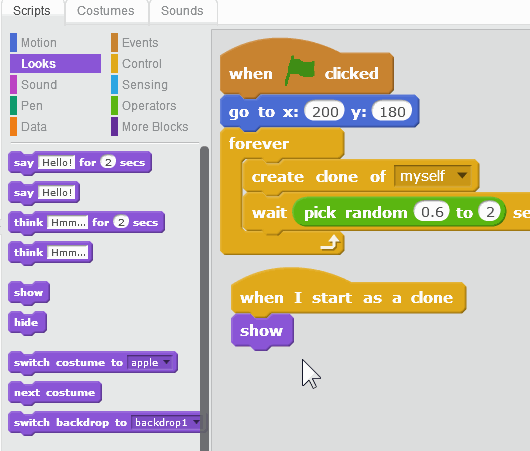 Scripts Costumes Sounds
Motion Events
Looks Control
Sound Sensing
Pen Operators
Data More Blocks
say Hello! for 2 secs
say Hello!
think Hmm... for 2 secs
think Hmm...
show
hide
switch costume to apple
next costume
switch backdrop to backdrop1
when clicked
go to x: 200 y: 180
forever
create clone of myself
wait pick random 0.6 to 2 se
when I start as a clone
show